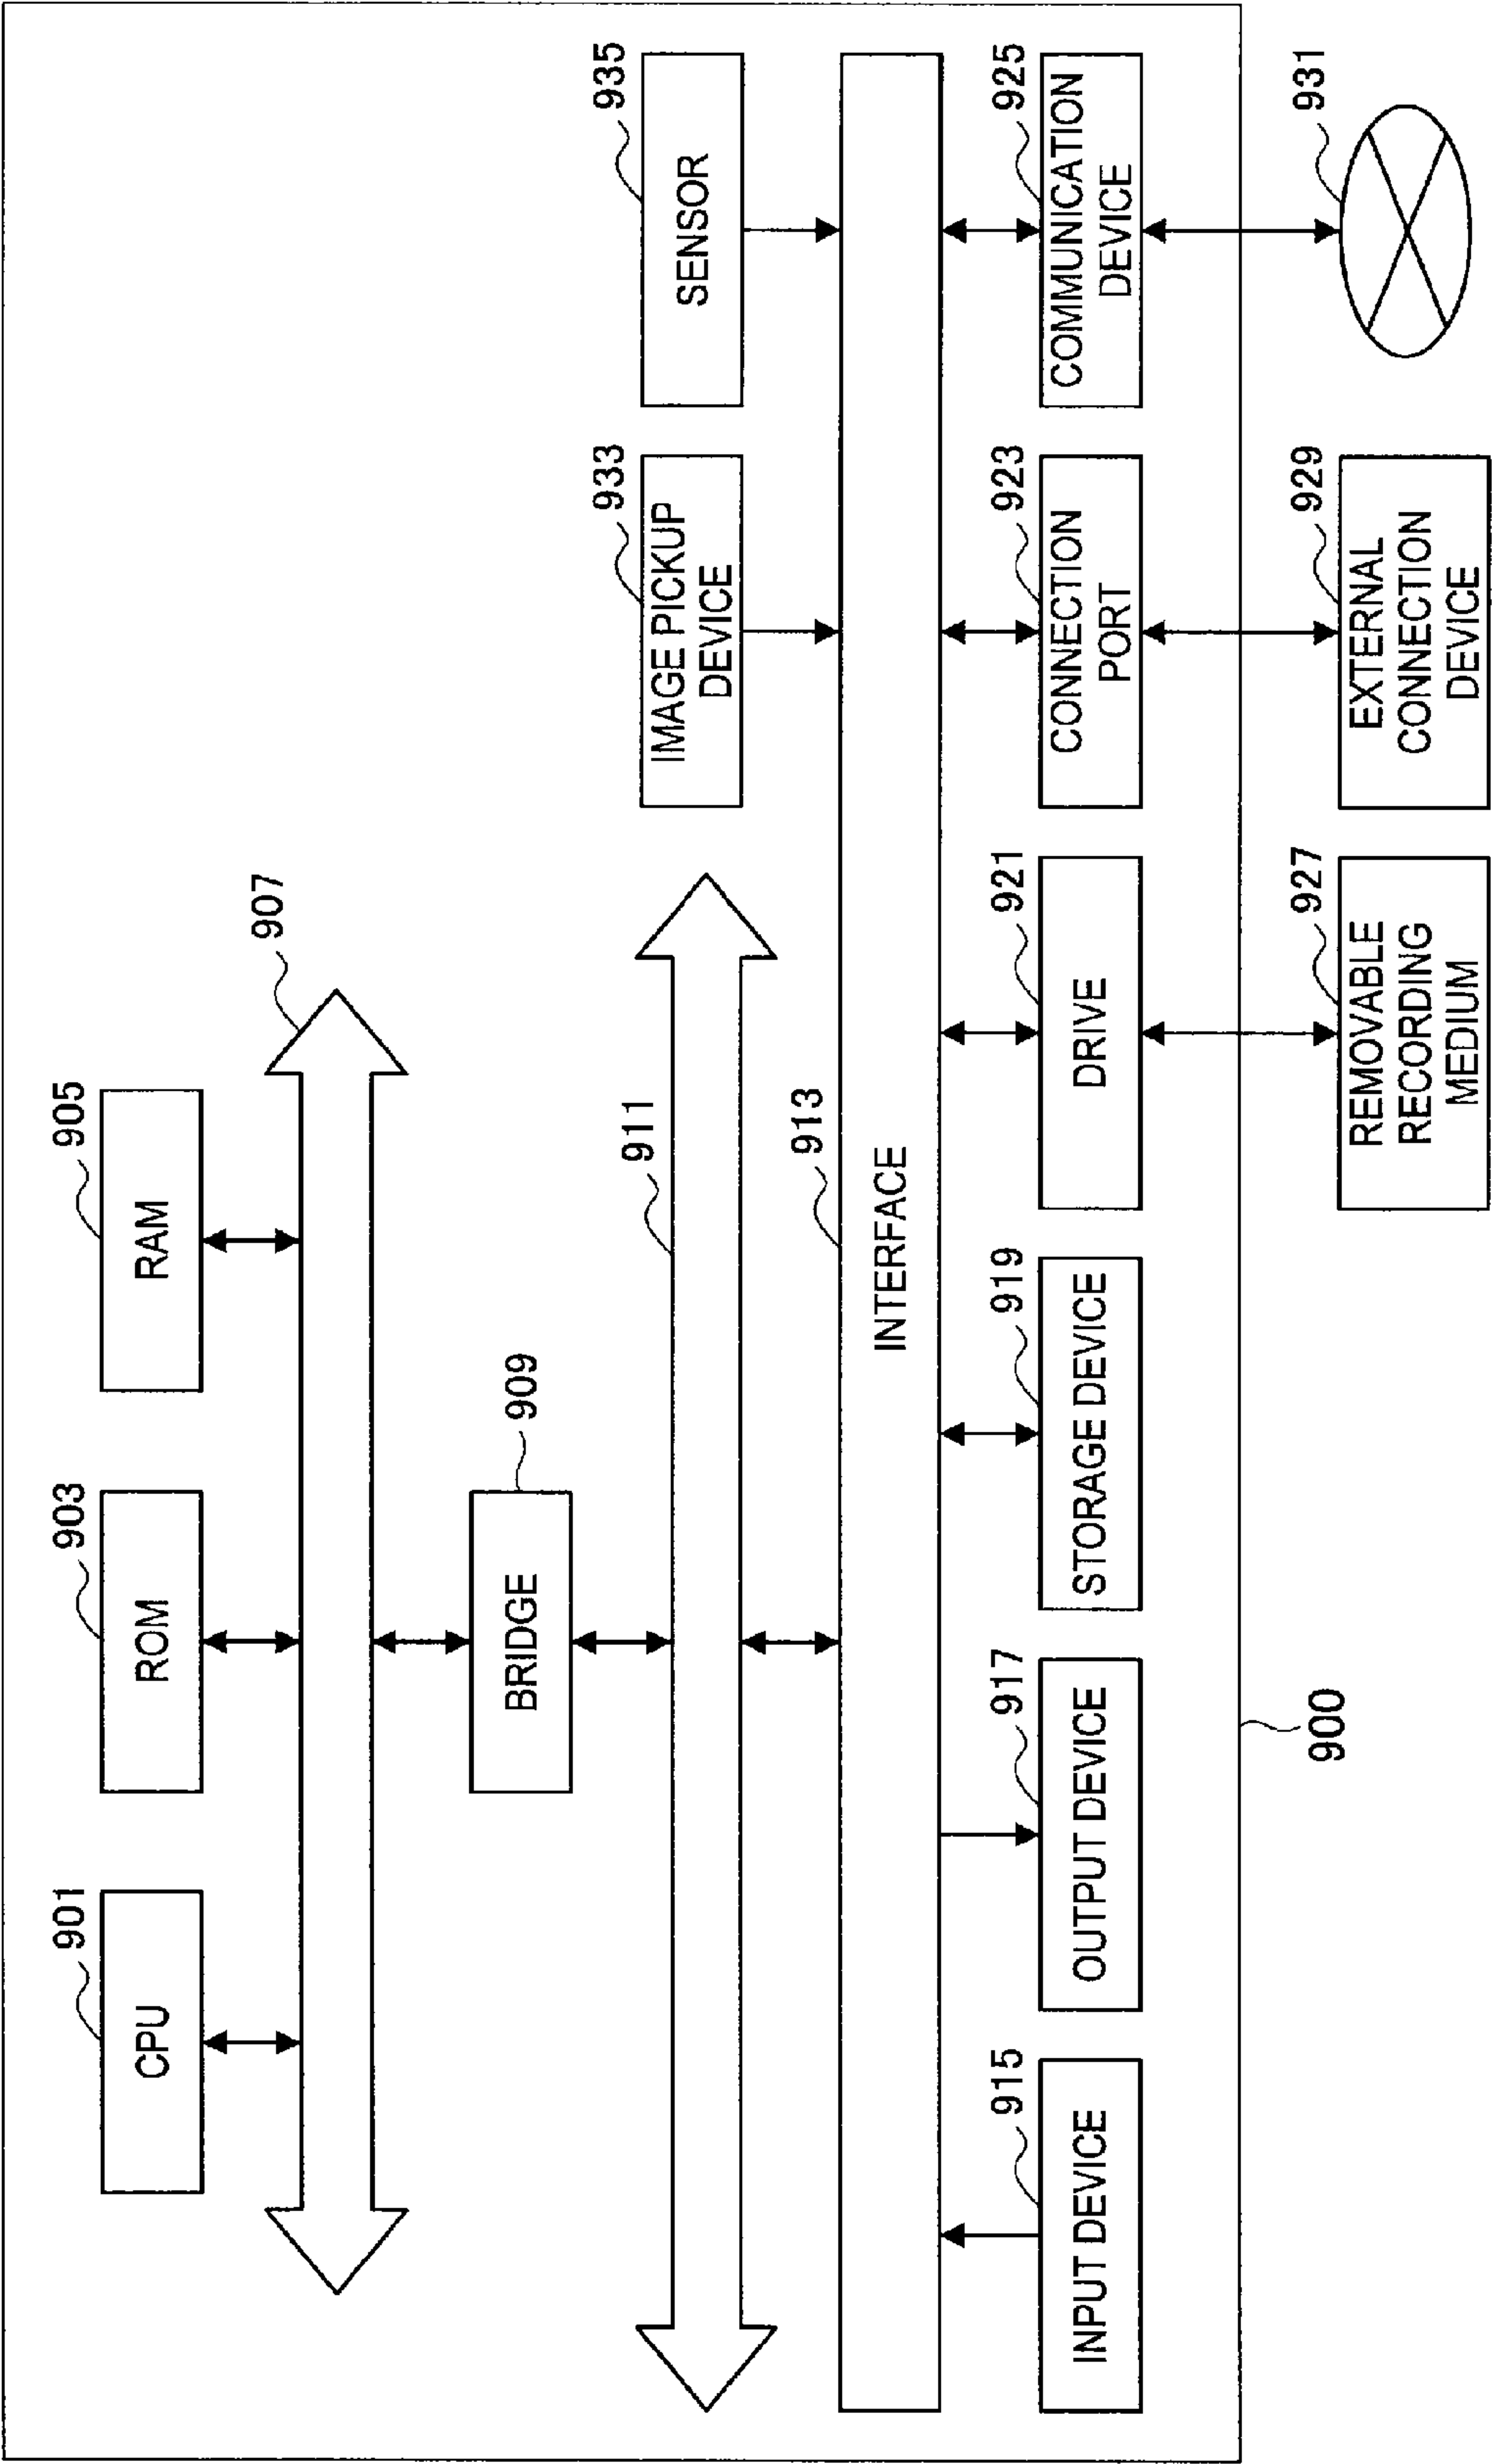 901
CPU
903
ROM
905
RAM
907
909
BRIDGE
911
933
IMAGE PICKUP
DEVICE
935
SENSOR
913
INTERFACE
915
INPUT DEVICE
917
OUTPUT DEVICE
919
STORAGE DEVICE
921
DRIVE
923
CONNECTION
PORT
925
COMMUNICATION
DEVICE
900
927
REMOVABLE
RECORDING
MEDIUM
929
EXTERNAL
CONNECTION
DEVICE
931